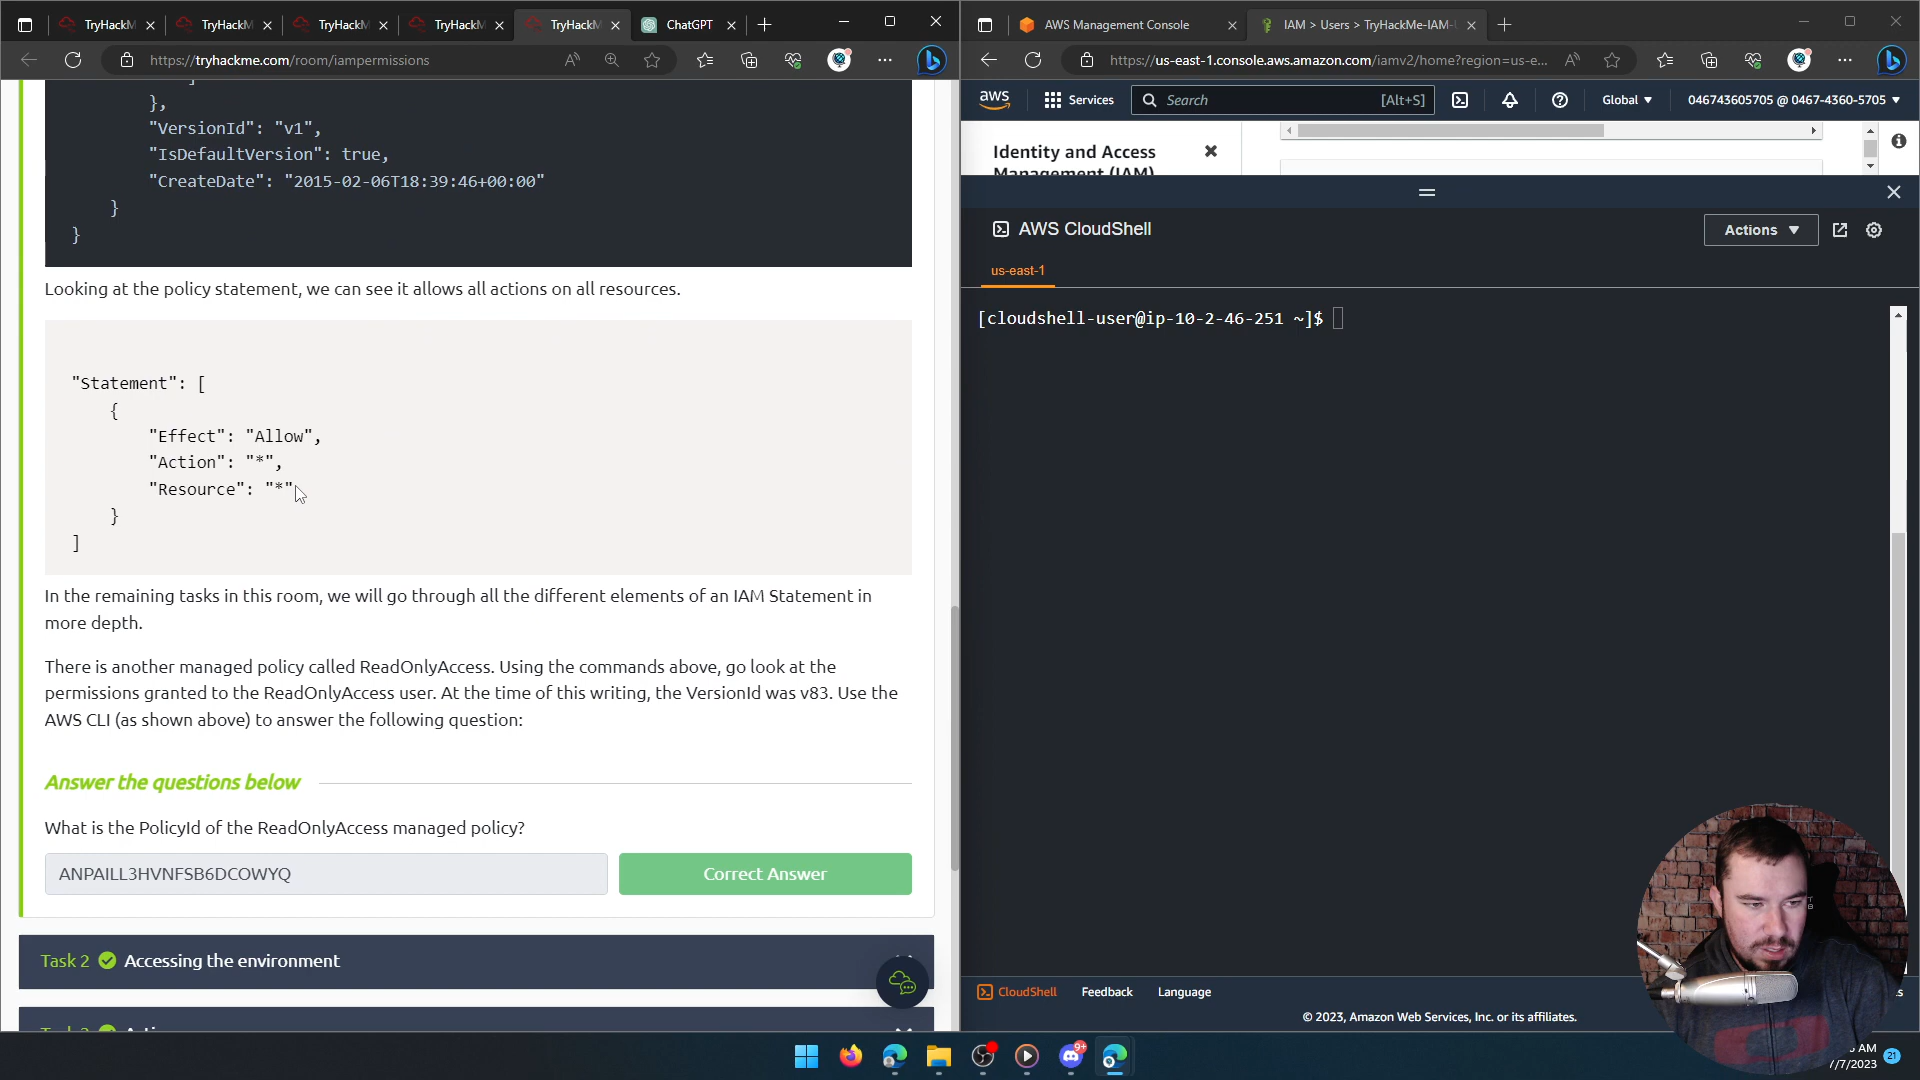 TryHackM
TryHackM
TryHackM
TryHackM
TryHackM
ChatGPT
https://tryhackme.com/room/iampermissions
},
"VersionId": "v1",
"IsDefaultVersion": true,
"CreateDate": "2015-02-06T18:39:46+00:00"
}
}
Looking at the policy statement, we can see it allows all actions on all resources.
"Statement": [
{
"Effect": "Allow",
"Action": "*",
"Resource": "*"
}
]
In the remaining tasks in this room, we will go through all the different elements of an IAM Statement in
more depth.
There is another managed policy called ReadOnlyAccess. Using the commands above, go look at the
permissions granted to the ReadOnlyAccess user. At the time of this writing, the VersionId was v83. Use the
AWS CLI (as shown above) to answer the following question:
Answer the questions below
What is the PolicyId of the ReadOnlyAccess managed policy?
ANPAILL3HVNFSB6DCOWYQ
Correct Answer
Task 2 Accessing the environment
AWS Management Console
IAM > Users > TryHackMe-IAM-
https://us-east-1.console.aws.amazon.com/iamv2/home?region=us-e...
aws
Services
Search
[Alt+S]
Global
046743605705 @ 0467-4360-5705
Identity and Access
Management (IAM)
AWS CloudShell
Actions
us-east-1
[cloudshell-user@ip-10-2-46-251 ~]$
CloudShell
Feedback
Language
© 2023, Amazon Web Services, Inc. or its affiliates.
9+
AM
/7/2023
21